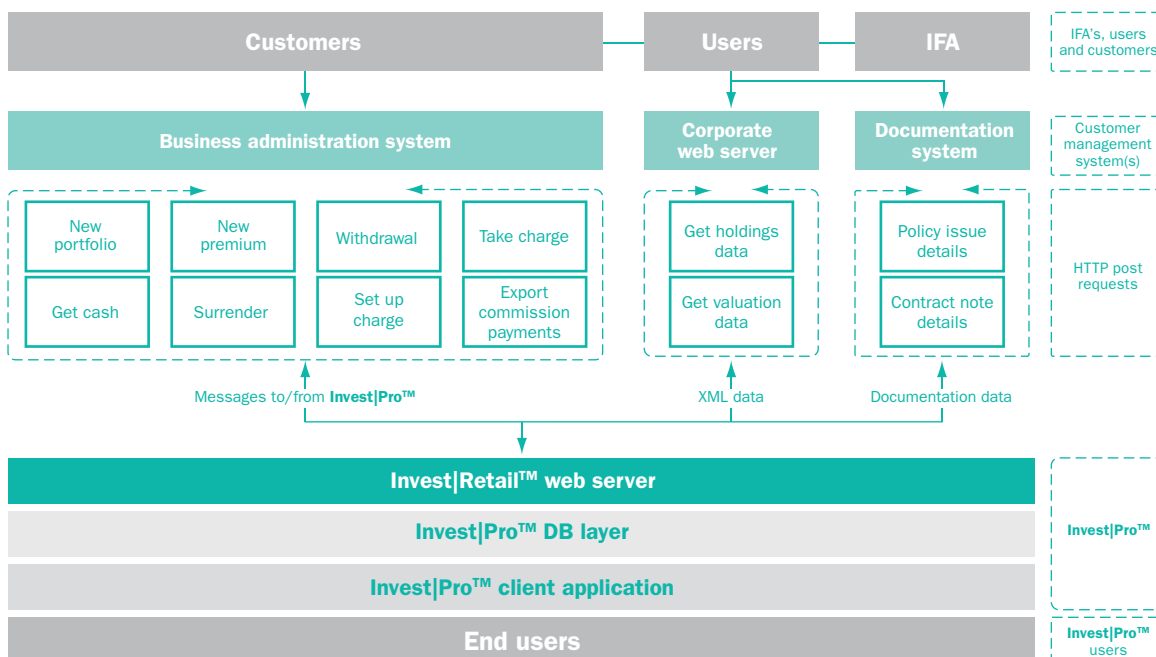 Customers
Users
IFA
IFA's, users
and customers
Business administration system
Corporate
web server
Documentation
system
Customer
management
system(s)
New
portfolio
New
premium
Withdrawal
Take charge
Get holdings
data
Policy issue
details
HTTP post
requests
Get cash
Surrender
Set up
charge
Export
commission
payments
Get valuation
data
Contract note
details
Messages to/from Invest|Pro™
XML data
Documentation data
Invest|Retail™ web server
Invest|Pro™ DB layer
Invest|Pro™
Invest|Pro™ client application
End users
Invest|Pro™
users